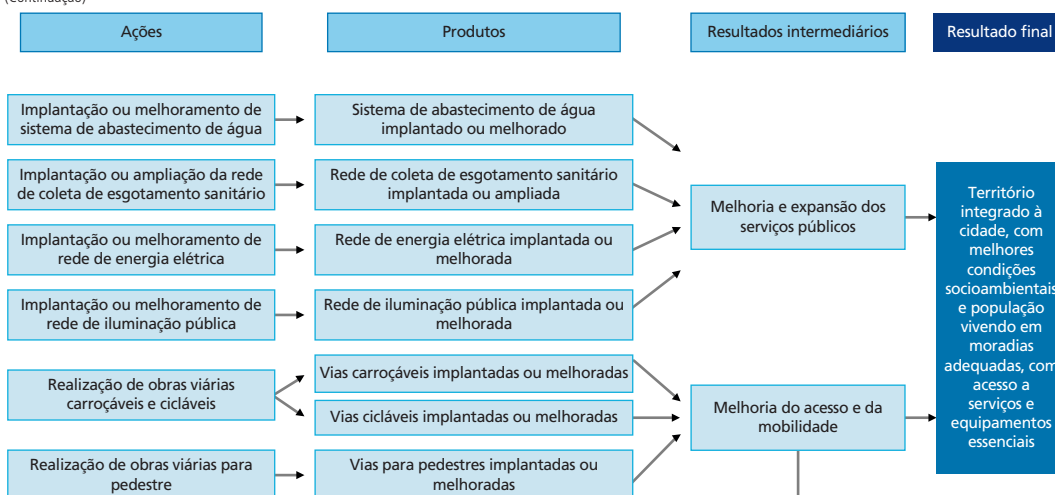 (Continuação)
Ações
Produtos
Resultados intermediários
Resultado final
Implantação ou melhoramento de
sistema de abastecimento de água
Sistema de abastecimento de água
implantado ou melhorado
Implantação ou ampliação da rede
de coleta de esgotamento sanitário
Rede de coleta de esgotamento sanitário
implantada ou ampliada
Implantação ou melhoramento de
rede de energia elétrica
Rede de energia elétrica implantada ou
melhorada
Implantação ou melhoramento de
rede de iluminação pública
Rede de iluminação pública implantada ou
melhorada
Melhoria e expansão dos
serviços públicos
Realização de obras viárias
carroçáveis e cicláveis
Vias carroçáveis implantadas ou melhoradas
Vias cicláveis implantadas ou melhoradas
Realização de obras viárias para
pedestre
Vias para pedestres implantadas ou
melhoradas
Melhoria do acesso e da
mobilidade
Território
integrado à
cidade, com
melhores
condições
socioambientais
e população
vivendo em
moradias
adequadas, com
acesso a
serviços e
equipamentos
essenciais